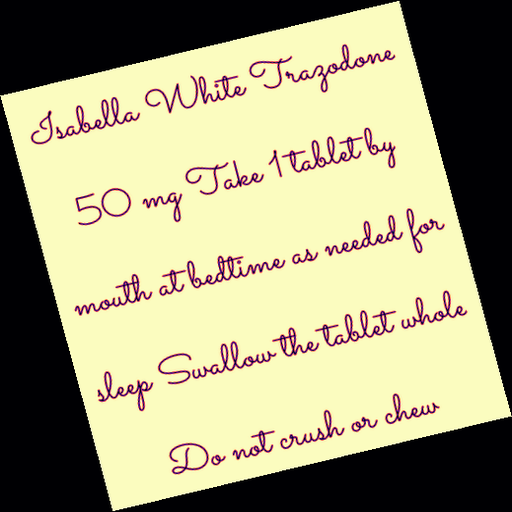 Isabella White Trazodone
50 mg Take 1 tablet by
mouth at bedtime as needed for
sleep Swallow the tablet whole
Do not crush or chew